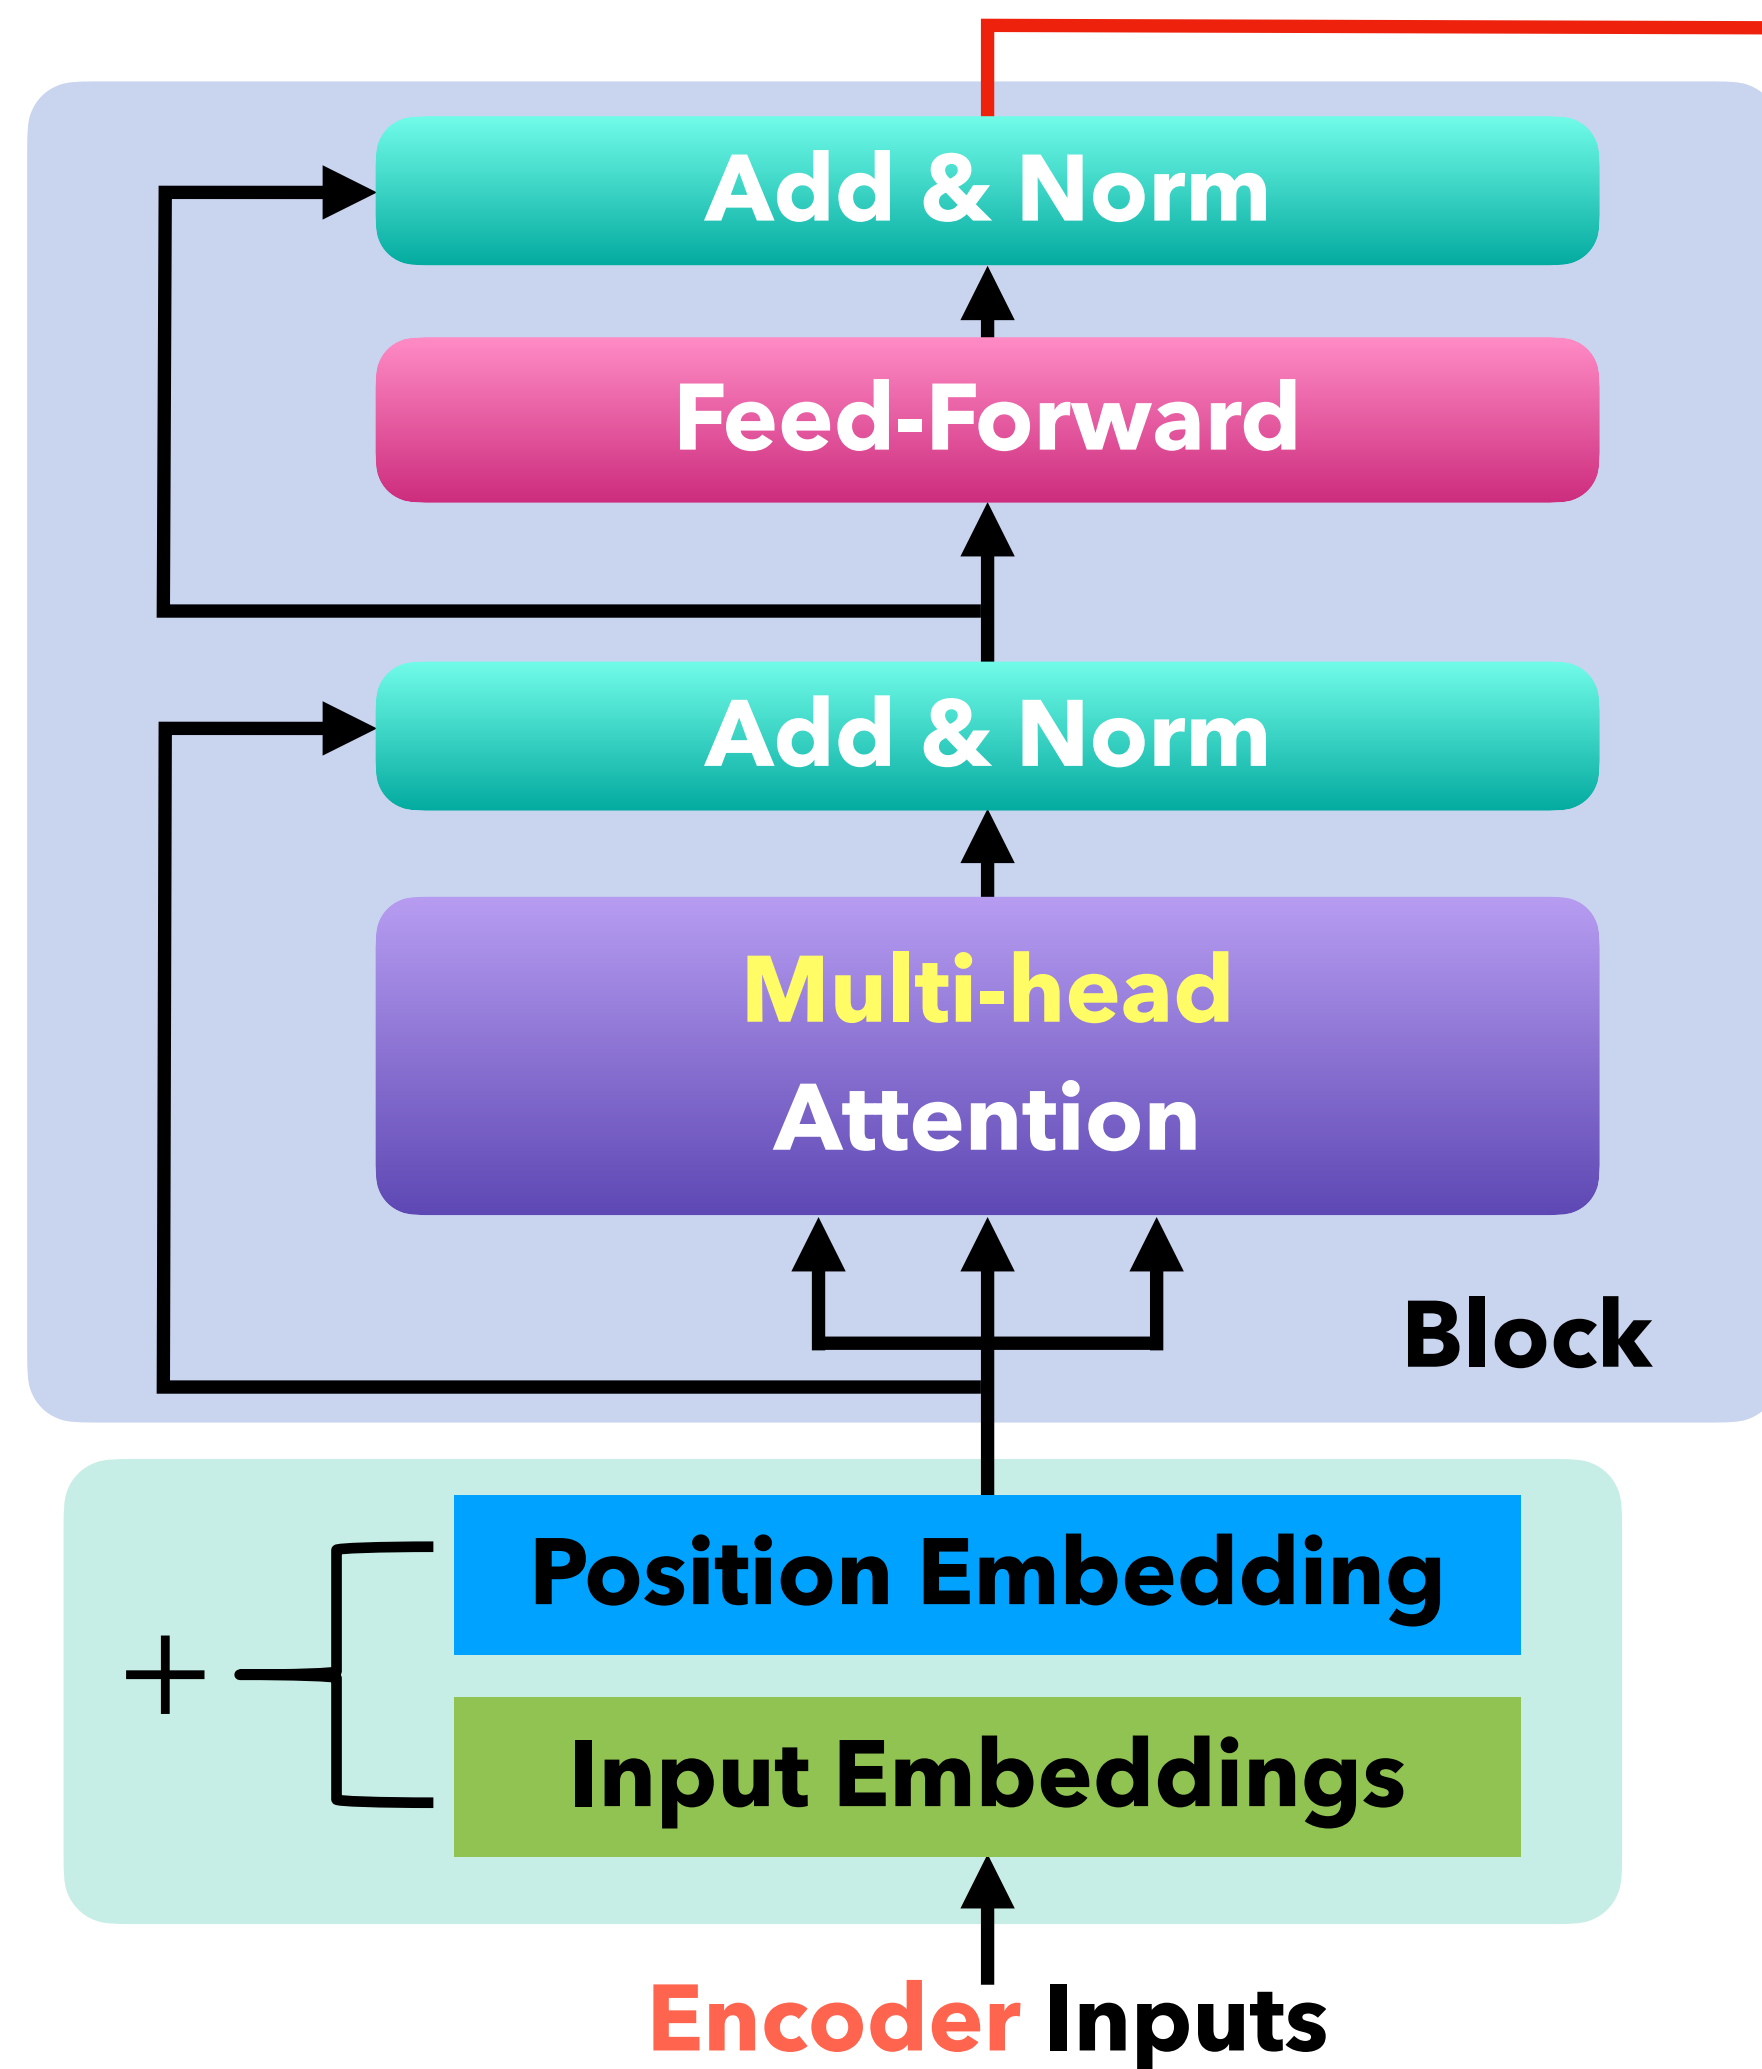 Add & Norm
Feed-Forward
Add & Norm
Multi-head
Attention
Block
Position Embedding
+
Input Embeddings
Encoder Inputs